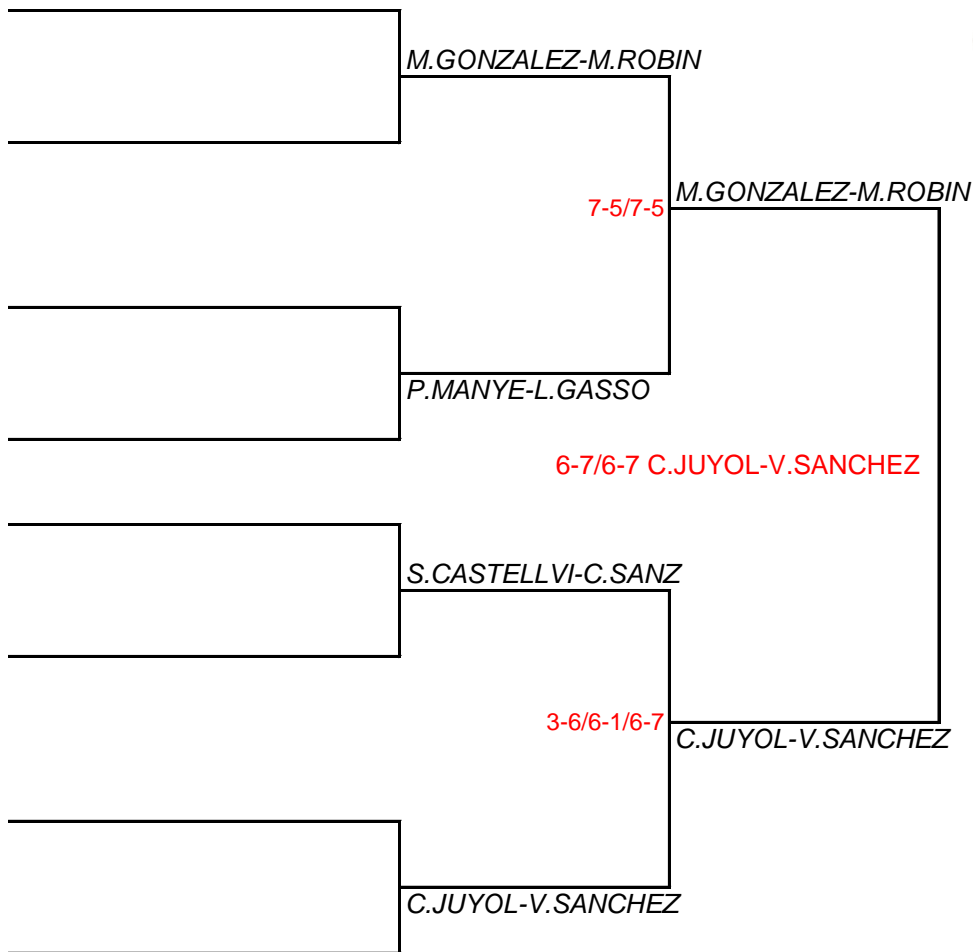 M.GONZALEZ-M.ROBIN
7-5/7-5
M.GONZALEZ-M.ROBIN
P.MANYE-L.GASSO
6-7/6-7 C.JUYOL-V.SANCHEZ
S.CASTELLVI-C.SANZ
3-6/6-1/6-7
C.JUYOL-V.SANCHEZ
C.JUYOL-V.SANCHEZ